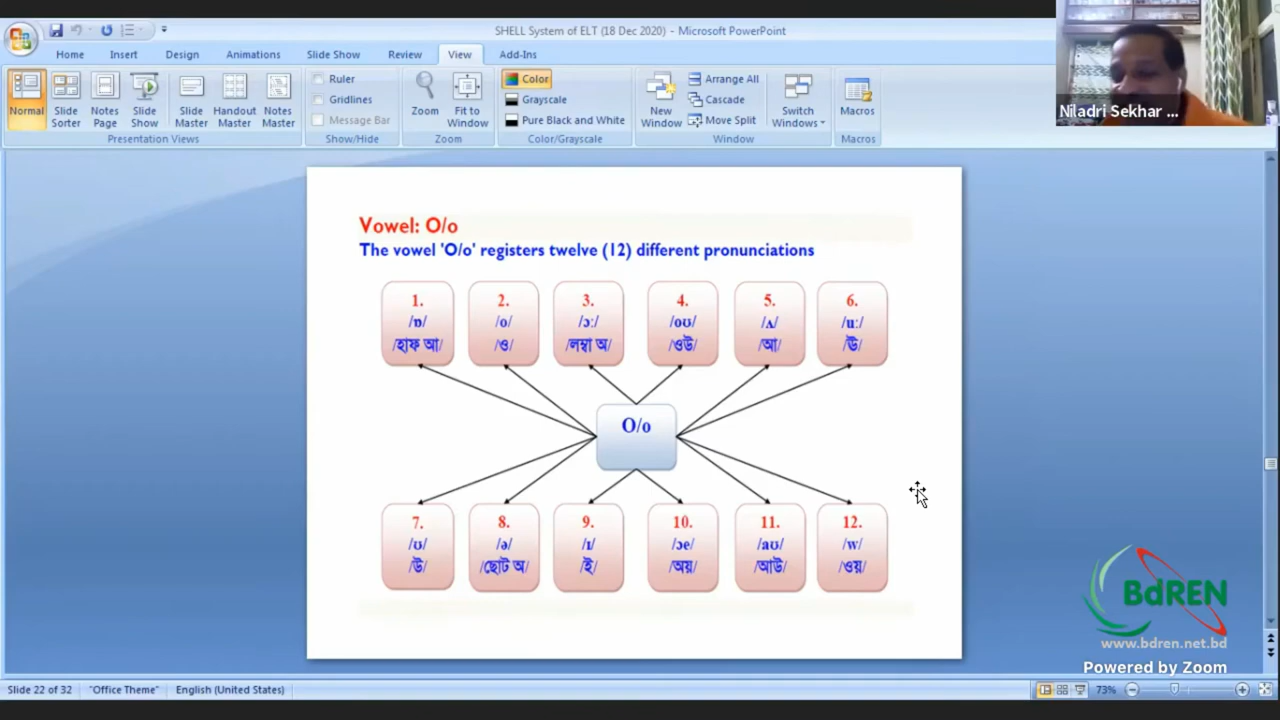 SHELL System of ELT (18 Dec 2020) - Microsoft PowerPoint
Home Insert Design Animations Slide Show Review View Add-Ins
Normal Slide Sorter Notes Page Slide Show Slide Master Handout Master Notes Master
Presentation Views
Ruler
Gridlines
Message Bar
Show/Hide
Zoom Fit to Window
Zoom
Color
Grayscale
Pure Black and White
Color/Grayscale
New Window
Arrange All
Cascade
Move Split
Switch Windows
Window
Macros
Macros
Niladri Sekhar ...
Vowel: O/o
The vowel 'O/o' registers twelve (12) different pronunciations
1. 2. 3. 4. 5. 6.
/ɒ/ /o/ /ɔː/ /oʊ/ /ʌ/ /uː/
/হাফ আ/ /ও/ /লম্বা অ/ /ওউ/ /আ/ /ঊ/
O/o
7. 8. 9. 10. 11. 12.
/ʊ/ /ə/ /ɪ/ /ɔe/ /aʊ/ /w/
/উ/ /ছোট অ/ /ই/ /অয়/ /আউ/ /ওয়/
BdREN
www.bdren.net.bd
Powered by Zoom
Slide 22 of 32 "Office Theme" English (United States) 73%